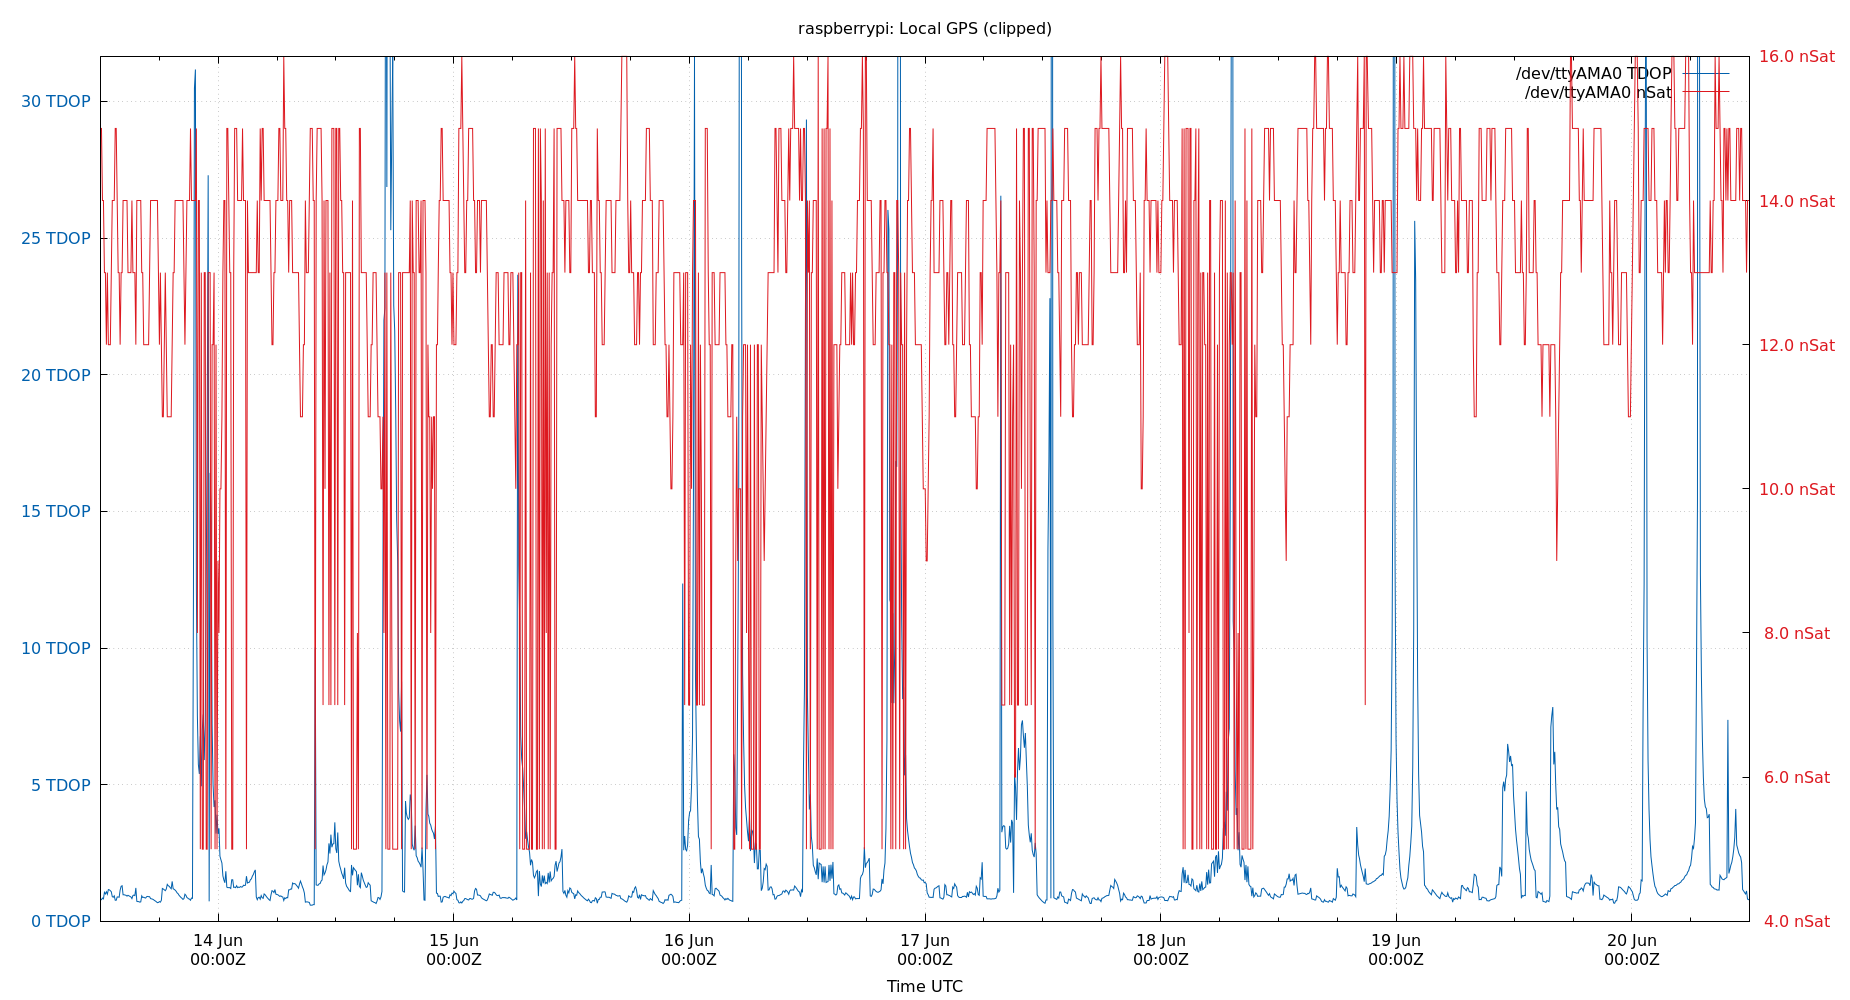 raspberrypi: Local GPS (clipped)
/dev/ttyAMA0 TDOP
/dev/ttyAMA0 nSat
30 TDOP
25 TDOP
20 TDOP
15 TDOP
10 TDOP
5 TDOP
0 TDOP
16.0 nSat
14.0 nSat
12.0 nSat
10.0 nSat
8.0 nSat
6.0 nSat
4.0 nSat
14 Jun
00:00Z
15 Jun
00:00Z
16 Jun
00:00Z
17 Jun
00:00Z
18 Jun
00:00Z
19 Jun
00:00Z
20 Jun
00:00Z
Time UTC